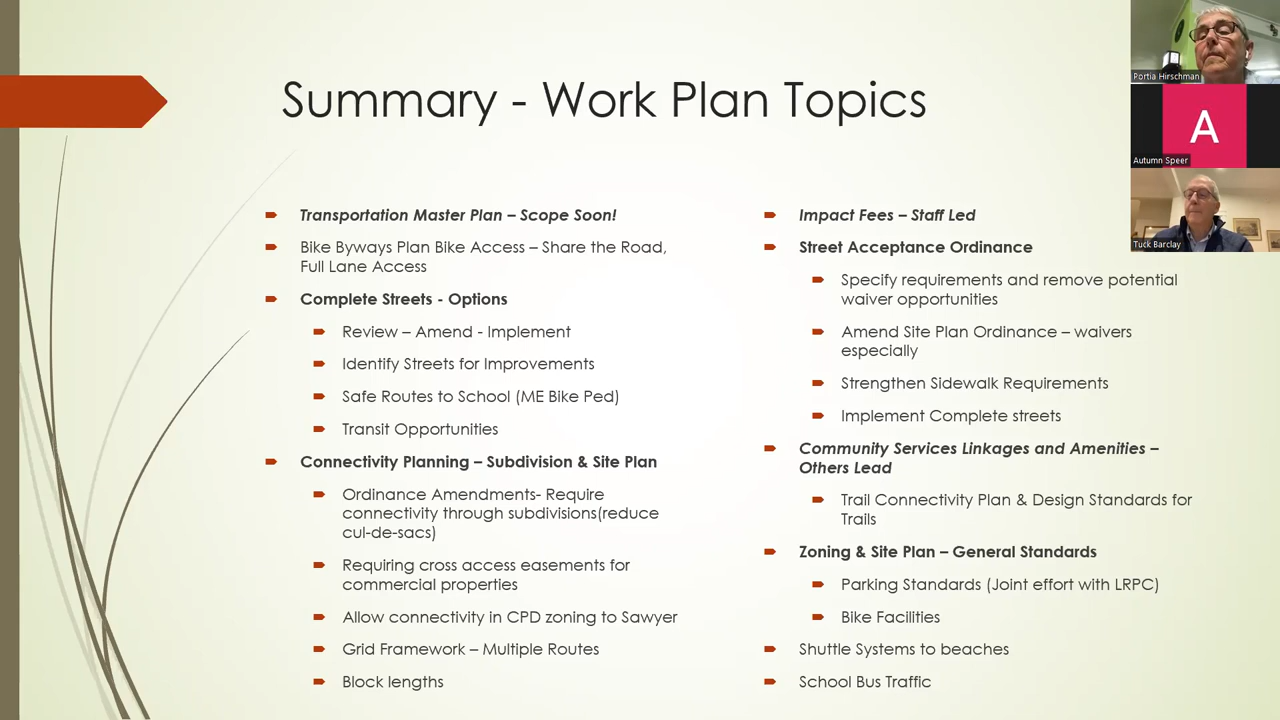 Summary - Work Plan Topics
Transportation Master Plan – Scope Soon!
Bike Byways Plan Bike Access – Share the Road,
Full Lane Access
Complete Streets - Options
Review – Amend - Implement
Identify Streets for Improvements
Safe Routes to School (ME Bike Ped)
Transit Opportunities
Connectivity Planning – Subdivision & Site Plan
Ordinance Amendments- Require
connectivity through subdivisions(reduce
cul-de-sacs)
Requiring cross access easements for
commercial properties
Allow connectivity in CPD zoning to Sawyer
Grid Framework – Multiple Routes
Block lengths
Impact Fees – Staff Led
Street Acceptance Ordinance
Specify requirements and remove potential
waiver opportunities
Amend Site Plan Ordinance – waivers
especially
Strengthen Sidewalk Requirements
Implement Complete streets
Community Services Linkages and Amenities –
Others Lead
Trail Connectivity Plan & Design Standards for
Trails
Zoning & Site Plan – General Standards
Parking Standards (Joint effort with LRPC)
Bike Facilities
Shuttle Systems to beaches
School Bus Traffic
Portia Hirschman
A
Autumn Speer
Tuck Barclay